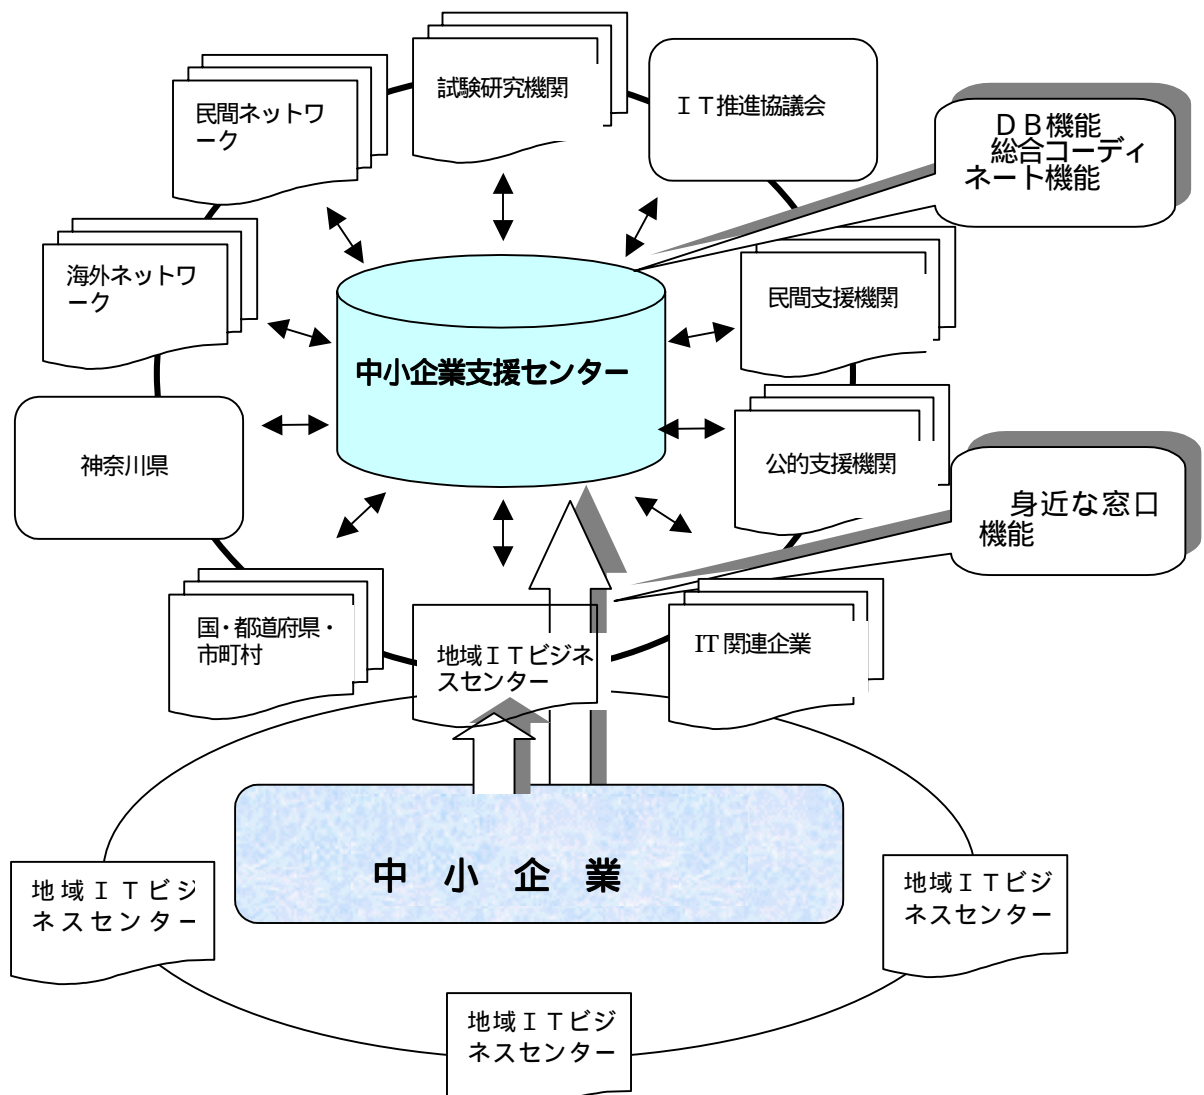 試験研究機関
ＩＴ推進協議会
民間ネットワ
ーク
ＤＢ機能
総合コーディ
ネート機能
海外ネットワ
ーク
民間支援機関
中小企業支援センター
神奈川県
公的支援機関
身近な窓口
機能
国・都道府県・
市町村
地域ＩＴビジネ
スセンター
IT 関連企業
中 小 企 業
地域ＩＴビジ
ネスセンター
地域ＩＴビジ
ネスセンター
地域ＩＴビジ
ネスセンター